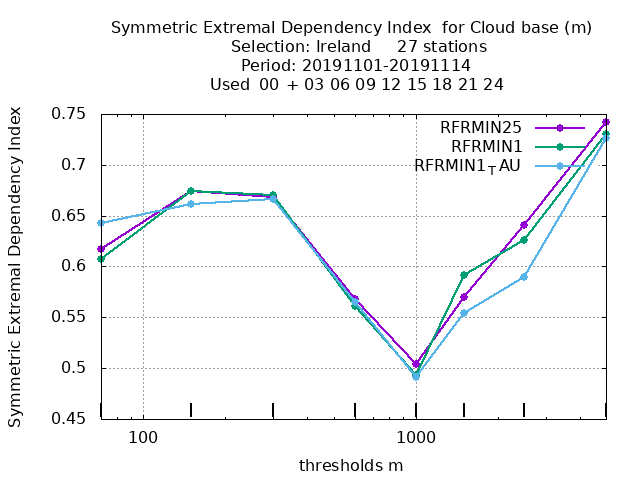 Symmetric Extremal Dependency Index  for Cloud base (m)
Selection: Ireland     27 stations
Period: 20191101-20191114
Used  00 + 03 06 09 12 15 18 21 24
0.75
0.7
0.65
0.6
0.55
0.5
0.45
Symmetric Extremal Dependency Index
RFRMIN25
RFRMIN1
RFRMIN1TAU
100
1000
thresholds m